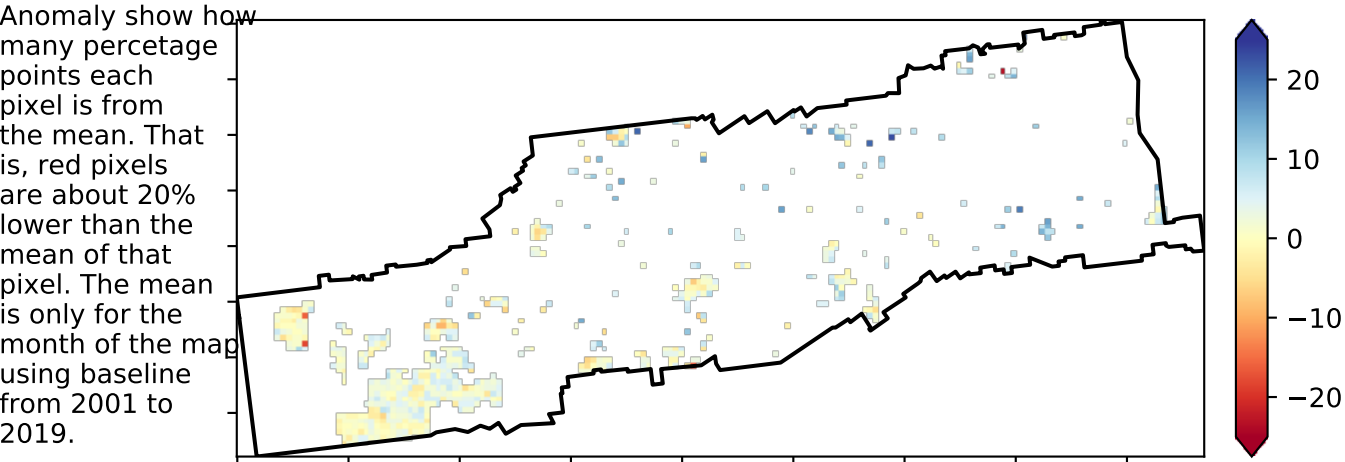 Anomaly show how
many percetage
points each
pixel is from
the mean. That
is, red pixels
are about 20%
lower than the
mean of that
pixel. The mean
is only for the
month of the map
using baseline
from 2001 to
2019.
20
10
0
−10
−20